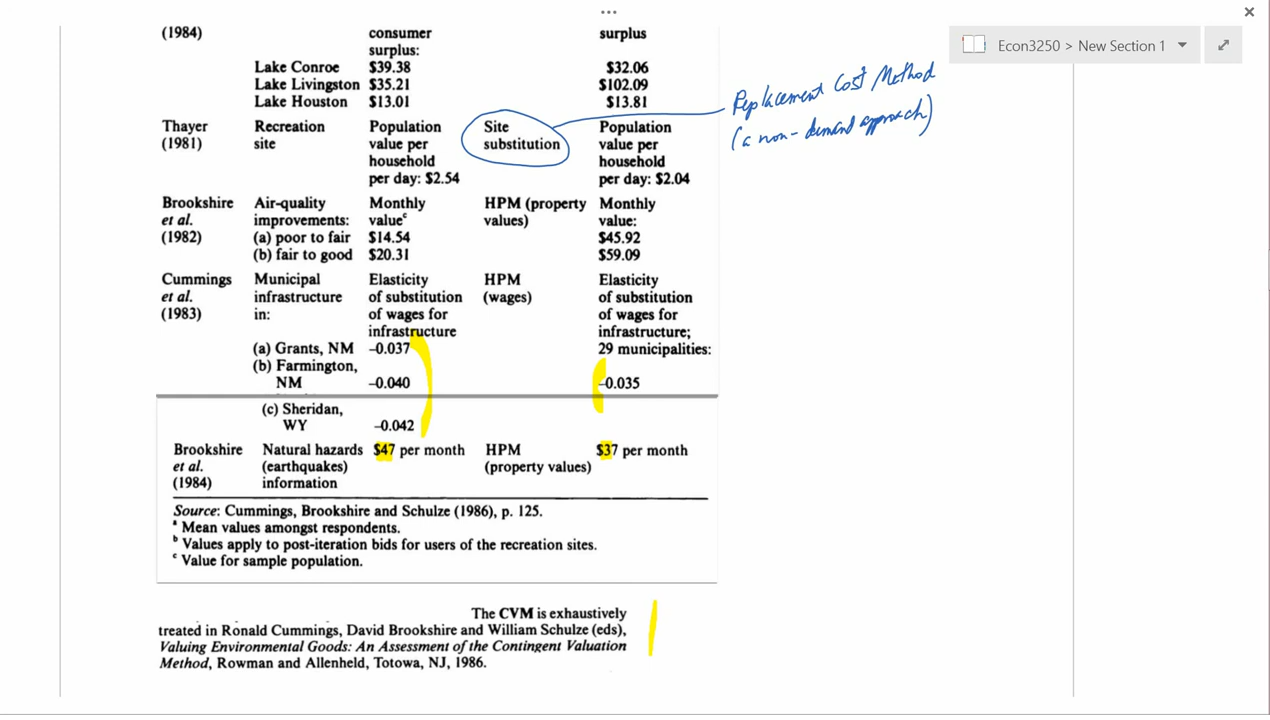 Econ3250 > New Section 1
(1984) consumer surplus
surplus:
Lake Conroe $39.38 $32.06
Lake Livingston $35.21 $102.09
Lake Houston $13.01 $13.81
Replacement Cost Method
(a non-demand approach)
Thayer Recreation Population Site Population
(1981) site value per substitution value per
household household
per day: $2.54 per day: $2.04
Brookshire Air-quality Monthly HPM (property Monthly
et al. improvements: valueᶜ values) value:
(1982) (a) poor to fair $14.54 $45.92
(b) fair to good $20.31 $59.09
Cummings Municipal Elasticity HPM Elasticity
et al. infrastructure of substitution (wages) of substitution
(1983) in: of wages for of wages for
infrastructure infrastructure;
(a) Grants, NM –0.037 29 municipalities:
(b) Farmington,
NM –0.040 –0.035
(c) Sheridan,
WY –0.042
Brookshire Natural hazards $47 per month HPM $37 per month
et al. (earthquakes) (property values)
(1984) information
Source: Cummings, Brookshire and Schulze (1986), p. 125.
ᵃ Mean values amongst respondents.
ᵇ Values apply to post-iteration bids for users of the recreation sites.
ᶜ Value for sample population.
The CVM is exhaustively
treated in Ronald Cummings, David Brookshire and William Schulze (eds),
Valuing Environmental Goods: An Assessment of the Contingent Valuation
Method, Rowman and Allenheld, Totowa, NJ, 1986.